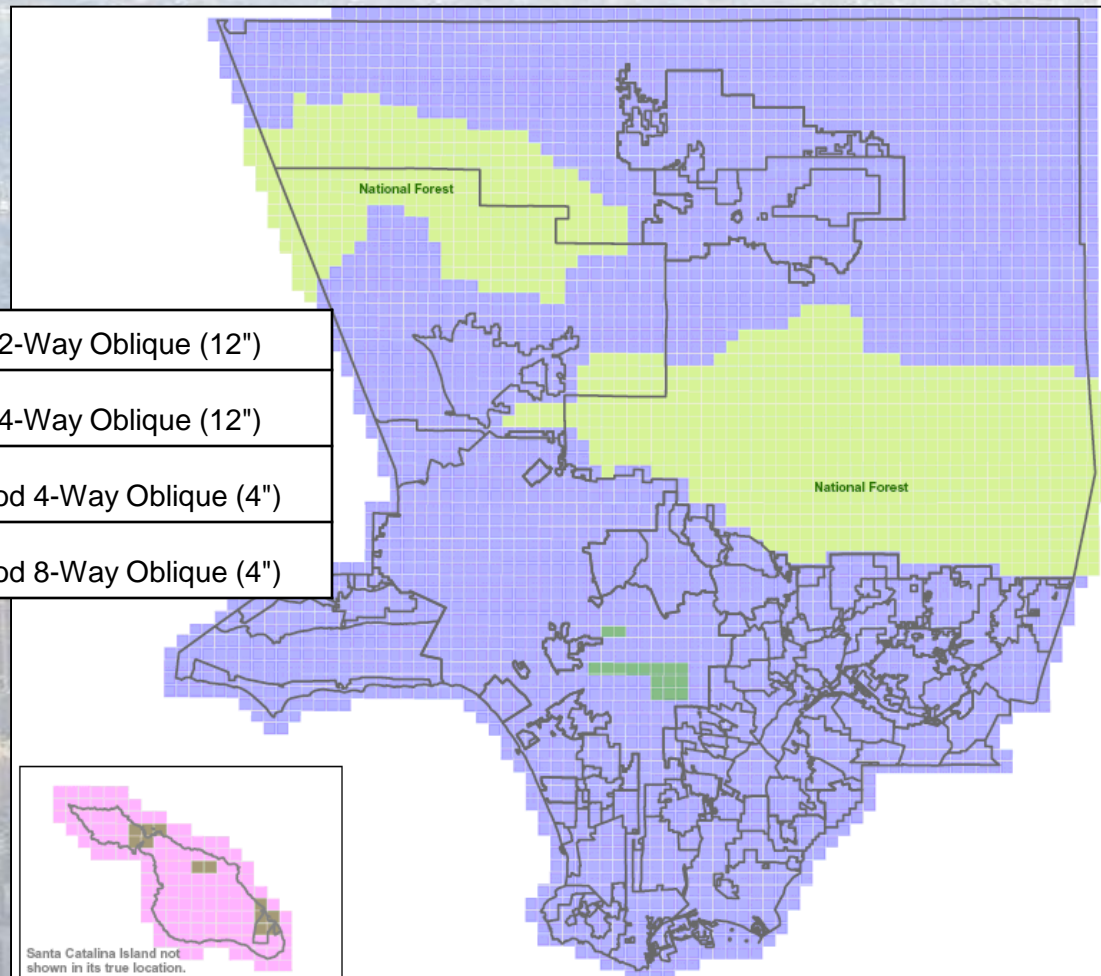 National Forest
2-Way Oblique (12")
4-Way Oblique (12")
od 4-Way Oblique (4")
National Forest
od 8-Way Oblique (4")
Santa Catalina Island not
shown in its true location.